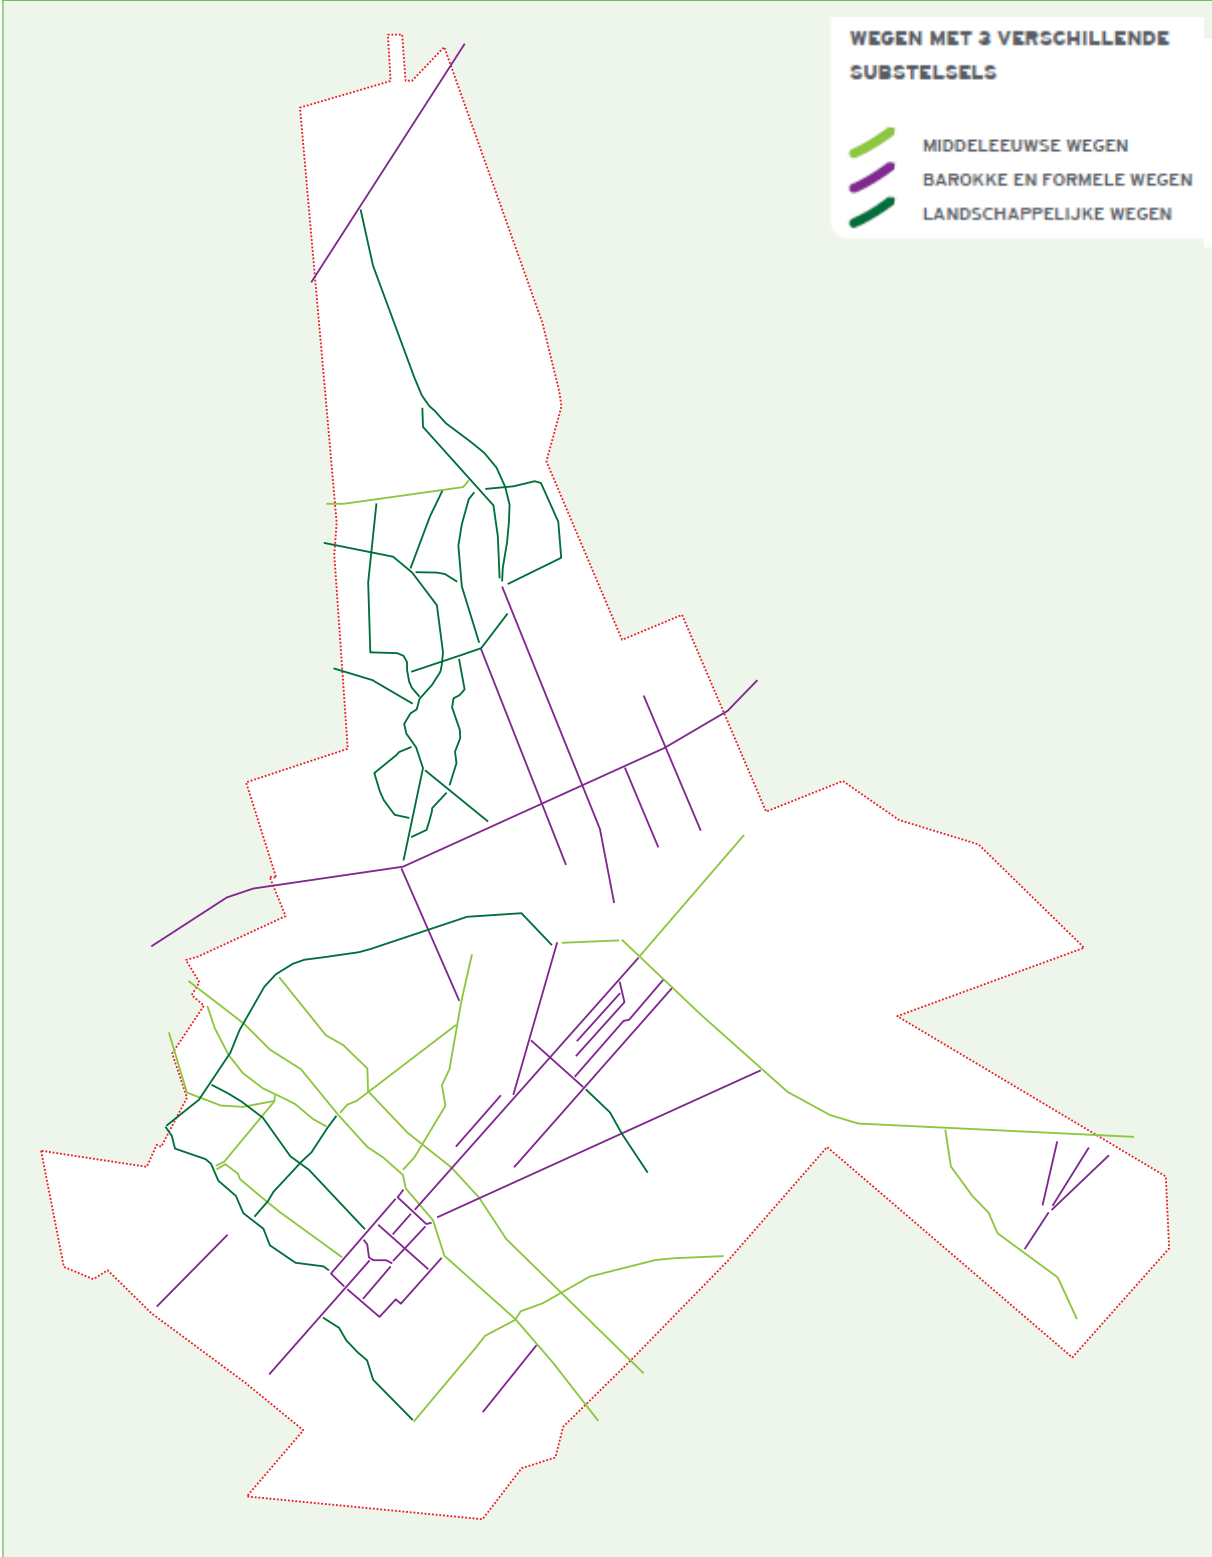 WEGEN MET 3 VERSCHILLENDE
SUBSTELSELS
MIDDELEEUWSE WEGEN
BAROKKE EN FORMELE WEGEN
LANDSCHAPPELIJKE WEGEN